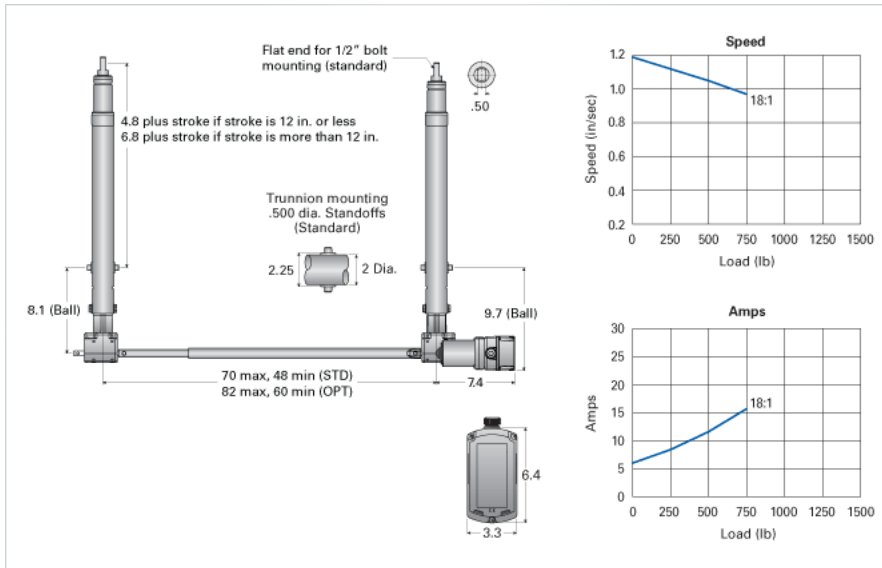 Flat end for 1/2" bolt
mounting (standard)
.50
4.8 plus stroke if stroke is 12 in. or less
6.8 plus stroke if stroke is more than 12 in.
Trunnion mounting
.500 dia. Standoffs
(Standard)
2.25
2 Dia.
8.1 (Ball)
9.7 (Ball)
70 max, 48 min (STD)
82 max, 60 min (OPT)
7.4
6.4
3.3
Speed
Speed (in/sec)
1.2
1.0
0.8
0.6
0.4
0.2
18:1
0 250 500 750 1000 1250 1500
Load (lb)
Amps
Amps
30
25
20
15
10
5
0
18:1
0 250 500 750 1000 1250 1500
Load (lb)